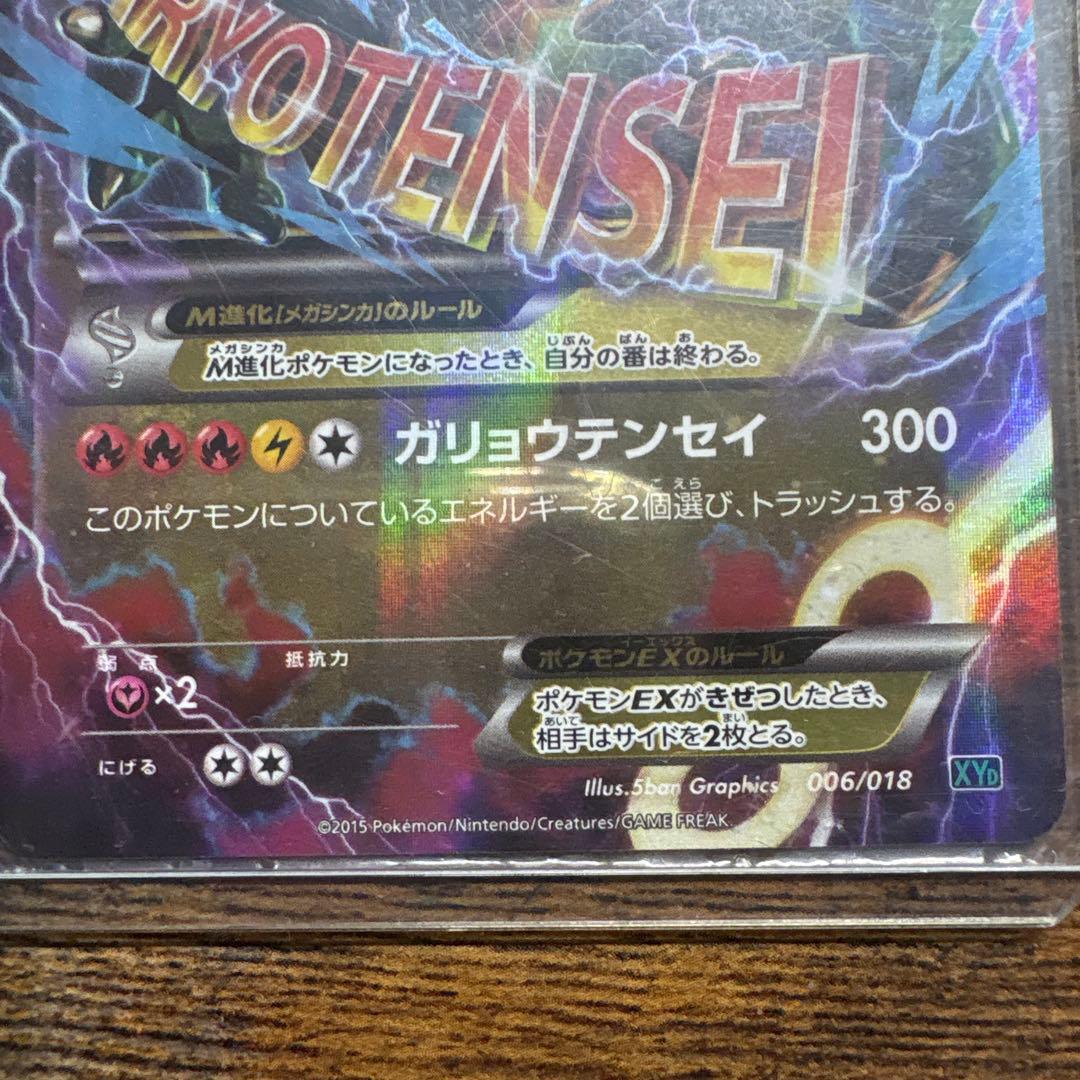 RYOTENSEI
M進化[メガシンカ]のルール
メガシンカ じぶん ばん お
M進化ポケモンになったとき、自分の番は終わる。
ガリョウテンセイ 300
こ えら
このポケモンについているエネルギーを2個選び、トラッシュする。
弱点 抵抗力
×2
イーエックス
ポケモンEXのルール
ポケモンEXがきぜつしたとき、
あいて まい
相手はサイドを2枚とる。
にげる
Illus.5ban Graphics 006/018 XYD
©2015 Pokémon/Nintendo/Creatures/GAME FREAK.